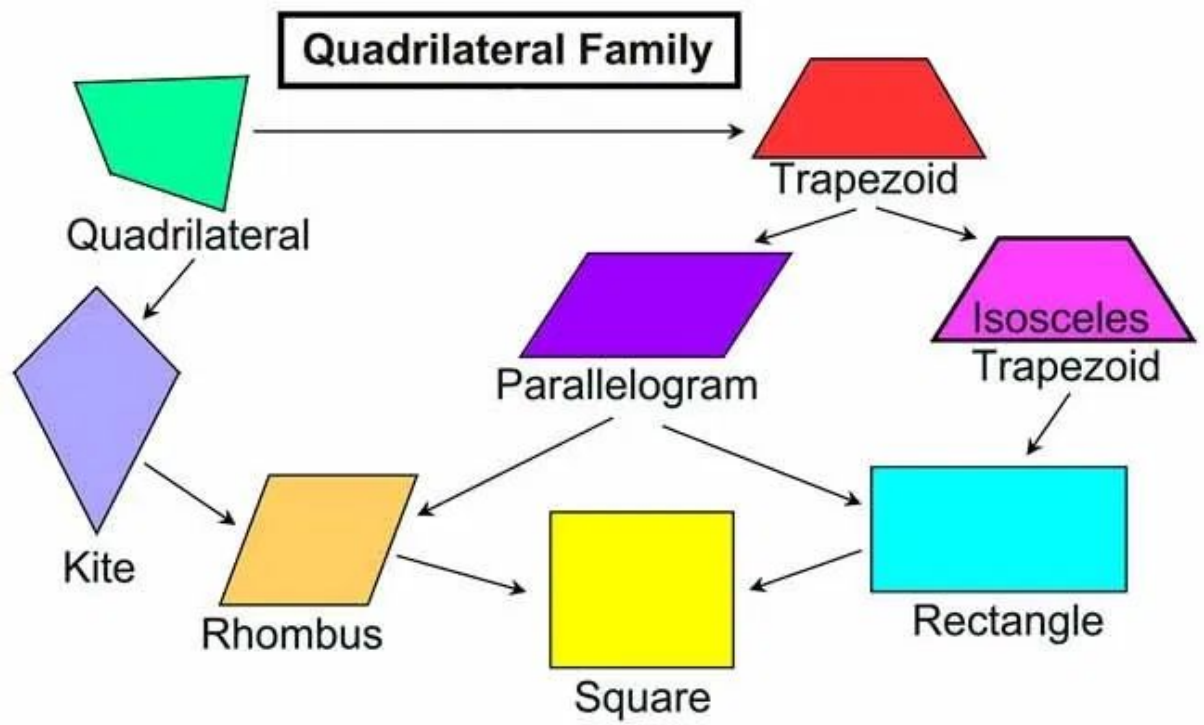 Quadrilateral Family
Quadrilateral
Trapezoid
Parallelogram
Isosceles
Trapezoid
Kite
Rhombus
Square
Rectangle